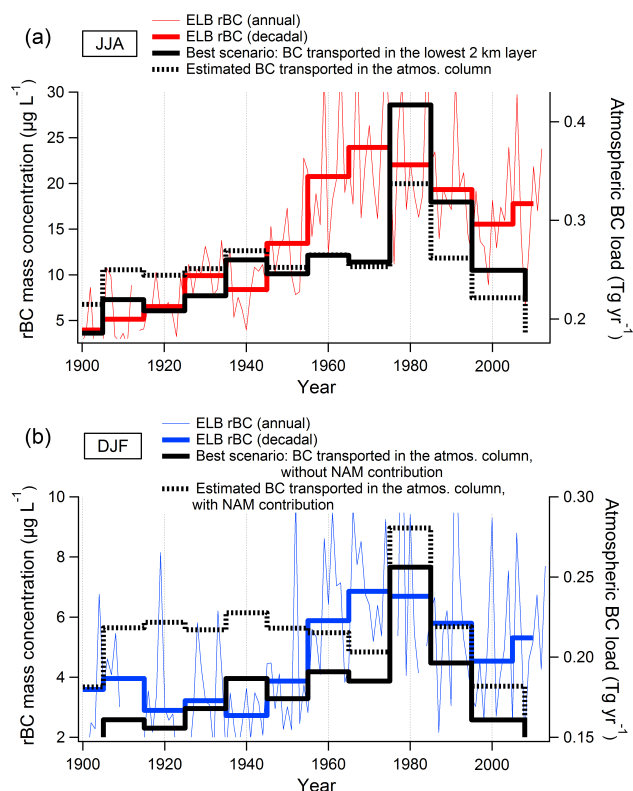 (a)
JJA
ELB rBC (annual)
ELB rBC (decadal)
Best scenario: BC transported in the lowest 2 km layer
Estimated BC transported in the atmos. column
rBC mass concentration (µg L⁻¹)
30
25
20
15
10
5
0.4
0.3
0.2
Atmospheric BC load (Tg yr⁻¹)
1900
1920
1940
1960
1980
2000
Year
(b)
DJF
ELB rBC (annual)
ELB rBC (decadal)
Best scenario: BC transported in the atmos. column,
without NAM contribution
Estimated BC transported in the atmos. column,
with NAM contribution
rBC mass concentration (µg L⁻¹)
10
8
6
4
2
0.30
0.25
0.20
0.15
Atmospheric BC load (Tg yr⁻¹)
1900
1920
1940
1960
1980
2000
Year